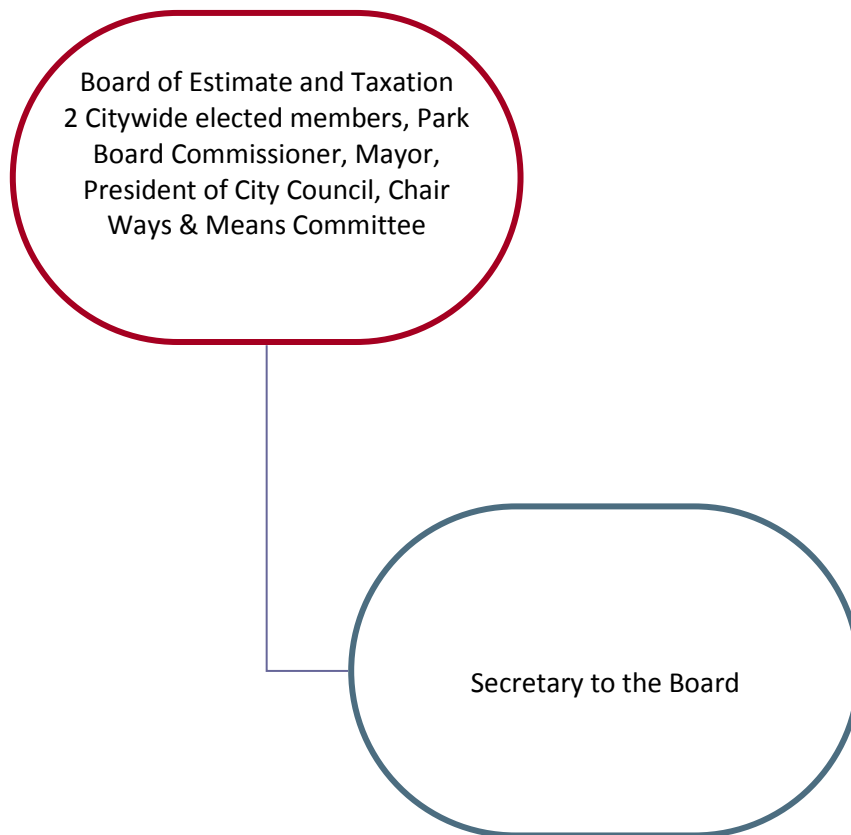 Board of Estimate and Taxation
2 Citywide elected members, Park
Board Commissioner, Mayor,
President of City Council, Chair
Ways & Means Committee
Secretary to the Board